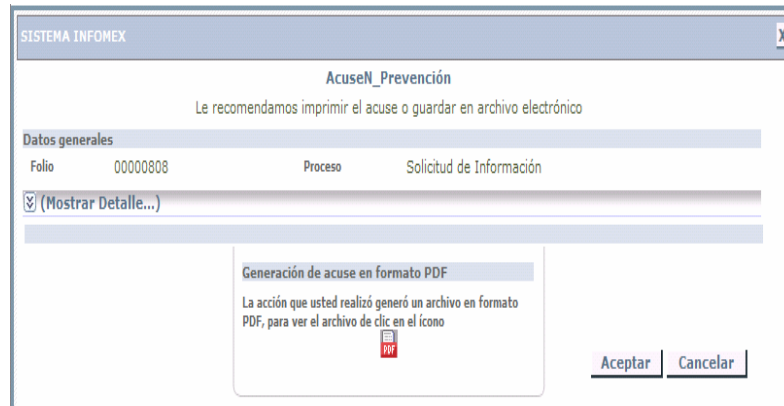 SISTEMA INFOMEX
X
AcuseN_Prevención
Le recomendamos imprimir el acuse o guardar en archivo electrónico
Datos generales
Folio 00000808 Proceso Solicitud de Información
(Mostrar Detalle...)
Generación de acuse en formato PDF
La acción que usted realizó generó un archivo en formato
PDF, para ver el archivo de clic en el ícono
PDF
Aceptar Cancelar